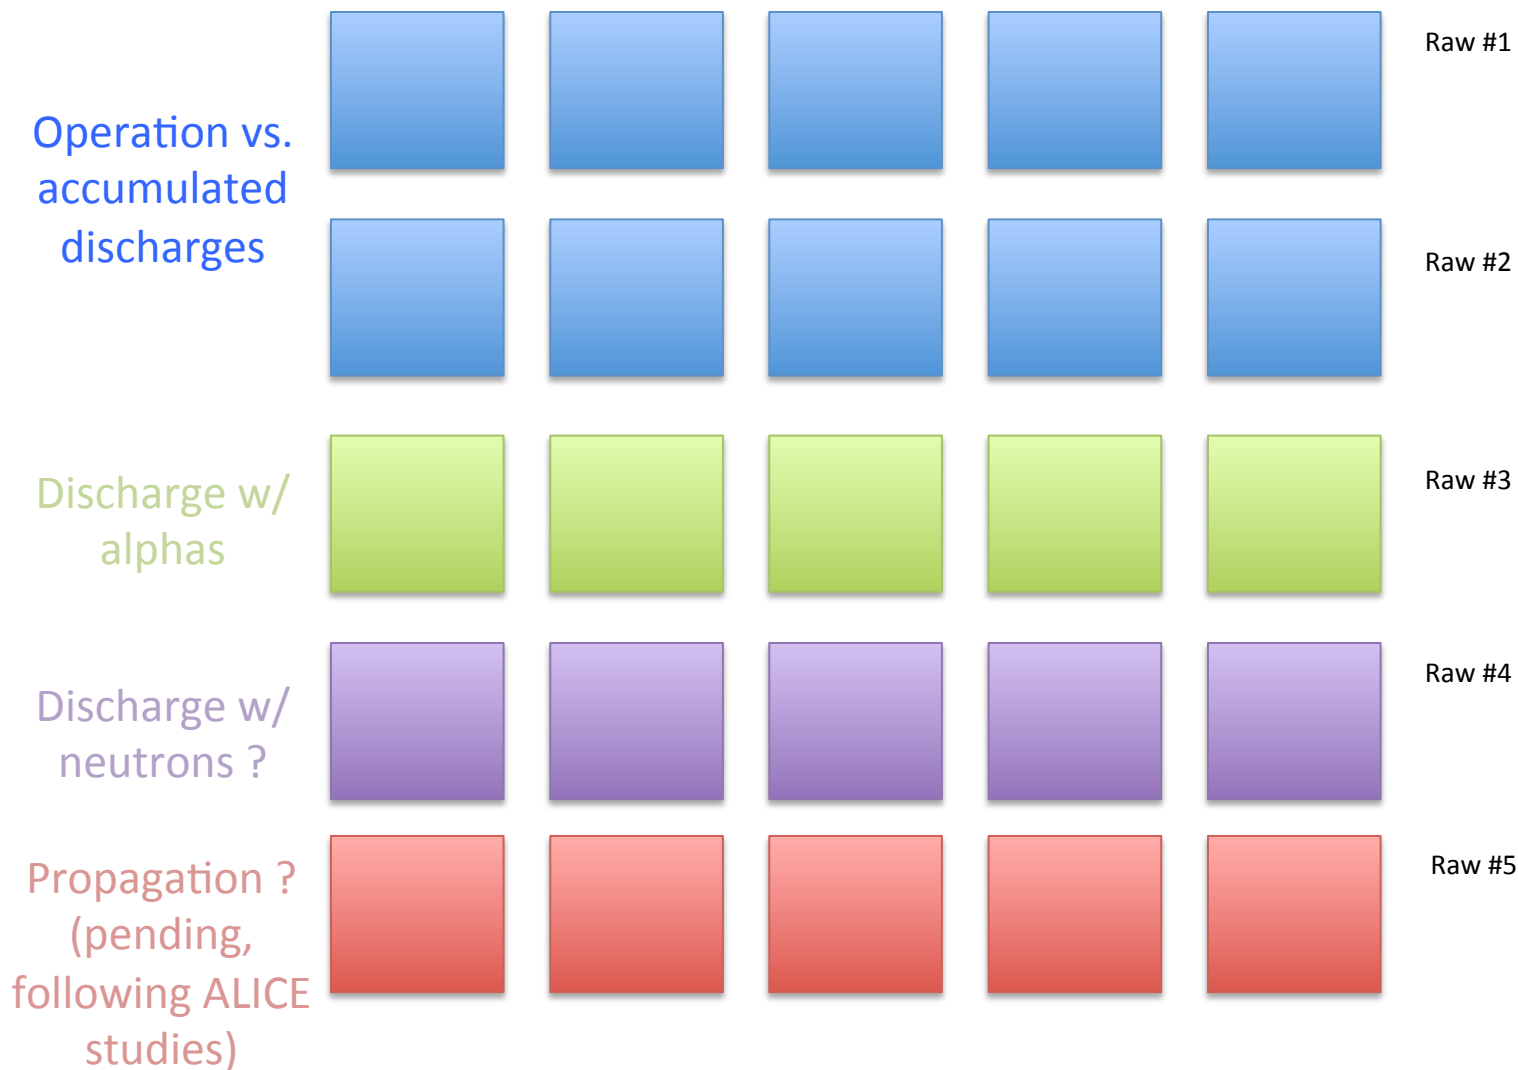 Raw #1
Operation vs.
accumulated
discharges
Raw #2
Discharge w/
alphas
Raw #3
Discharge w/
neutrons ?
Raw #4
Propagation ?
(pending,
following ALICE
studies)
Raw #5